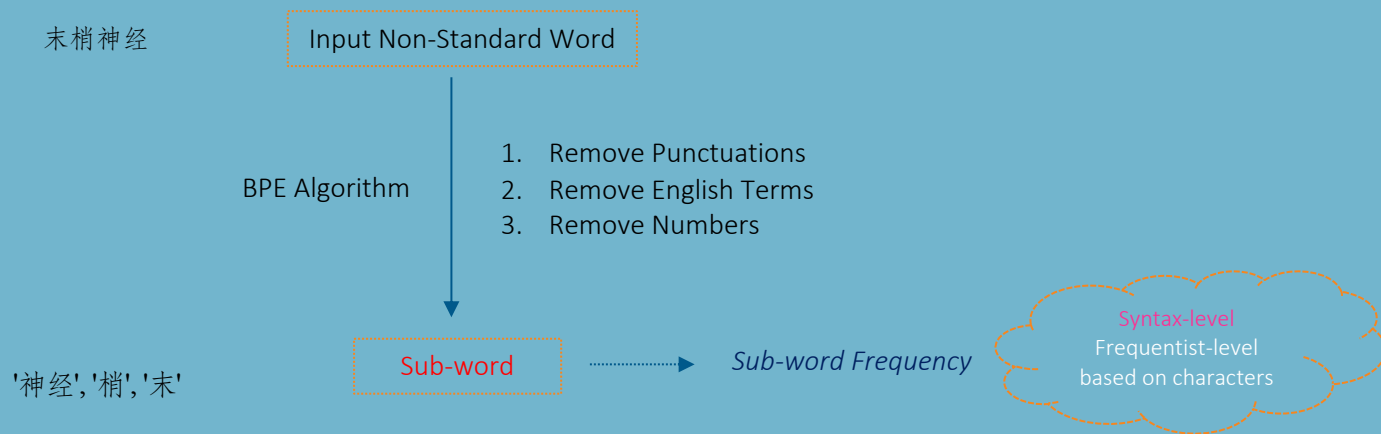 末梢神经
Input Non-Standard Word
BPE Algorithm
1. Remove Punctuations
2. Remove English Terms
3. Remove Numbers
'神经', '梢', '末'
Sub-word
Sub-word Frequency
Syntax-level
Frequentist-level
based on characters